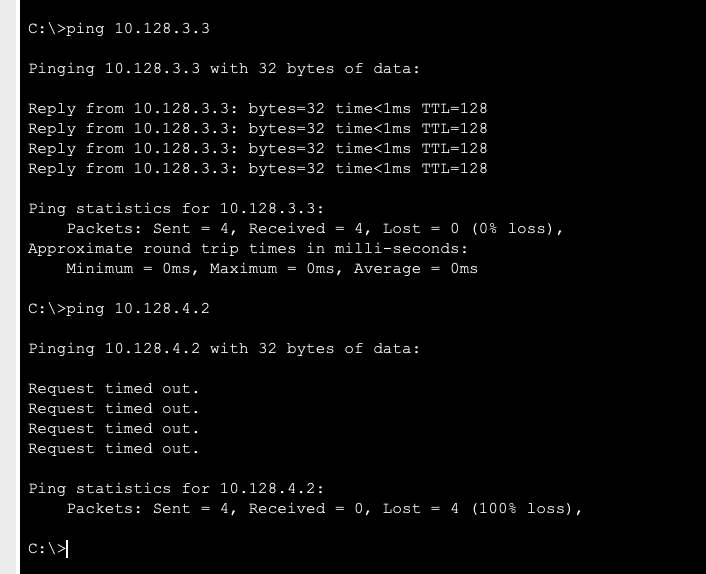 C:\>ping 10.128.3.3
Pinging 10.128.3.3 with 32 bytes of data:
Reply from 10.128.3.3: bytes=32 time<1ms TTL=128
Reply from 10.128.3.3: bytes=32 time<1ms TTL=128
Reply from 10.128.3.3: bytes=32 time<1ms TTL=128
Reply from 10.128.3.3: bytes=32 time<1ms TTL=128
Ping statistics for 10.128.3.3:
    Packets: Sent = 4, Received = 4, Lost = 0 (0% loss),
Approximate round trip times in milli-seconds:
    Minimum = 0ms, Maximum = 0ms, Average = 0ms
C:\>ping 10.128.4.2
Pinging 10.128.4.2 with 32 bytes of data:
Request timed out.
Request timed out.
Request timed out.
Request timed out.
Ping statistics for 10.128.4.2:
    Packets: Sent = 4, Received = 0, Lost = 4 (100% loss),
C:\>